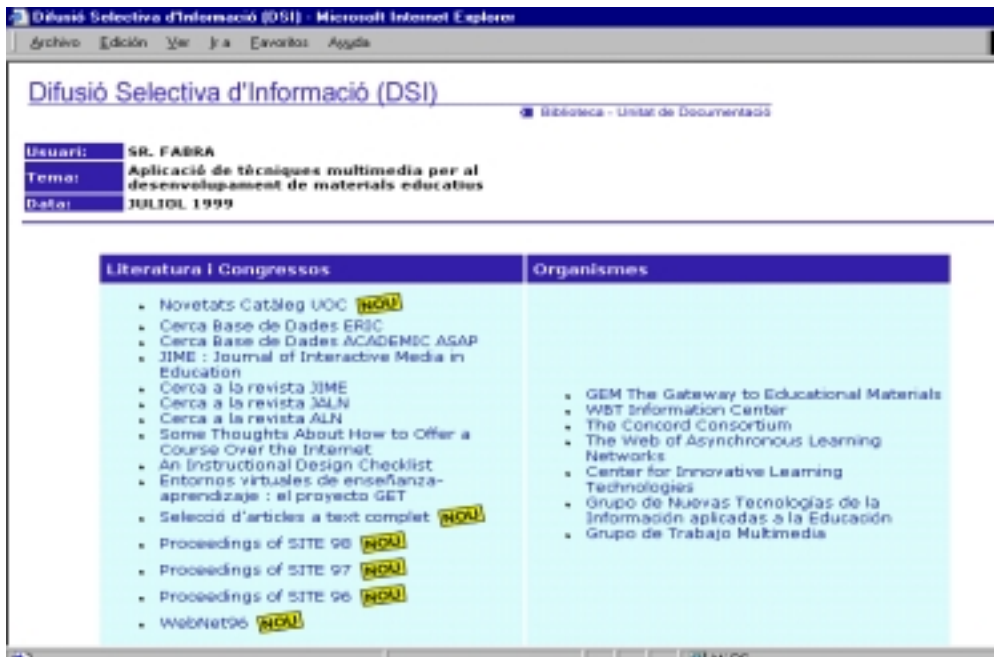 Difusió Selectiva d'Informació (DSI) - Microsoft Internet Explorer
Archivo Edición Ver Ir a Favoritos Ayuda
Difusió Selectiva d'Informació (DSI)
Biblioteca - Unitat de Documentació
Usuari: SR. FABRA
Tema: Aplicació de tècniques multimedia per al
desenvolupament de materials educatius
Data: JULIOL 1999
Literatura i Congressos
Novetats Catàleg UOC NOU
Cerca Base de Dades ERIC
Cerca Base de Dades ACADEMIC ASAP
JIME : Journal of Interactive Media in
Education
Cerca a la revista JIME
Cerca a la revista JALN
Cerca a la revista ALN
Some Thoughts About How to Offer a
Course Over the Internet
An Instructional Design Checklist
Entornos virtuales de enseñanza-
aprendizaje : el proyecto GET
Selecció d'articles a text complet NOU
Proceedings of SITE 98 NOU
Proceedings of SITE 97 NOU
Proceedings of SITE 96 NOU
WebNet96 NOU
Organismes
GEM The Gateway to Educational Materials
WBT Information Center
The Concord Consortium
The Web of Asynchronous Learning
Networks
Center for Innovative Learning
Technologies
Grupo de Nuevas Tecnologías de la
Información aplicadas a la Educación
Grupo de Trabajo Multimedia